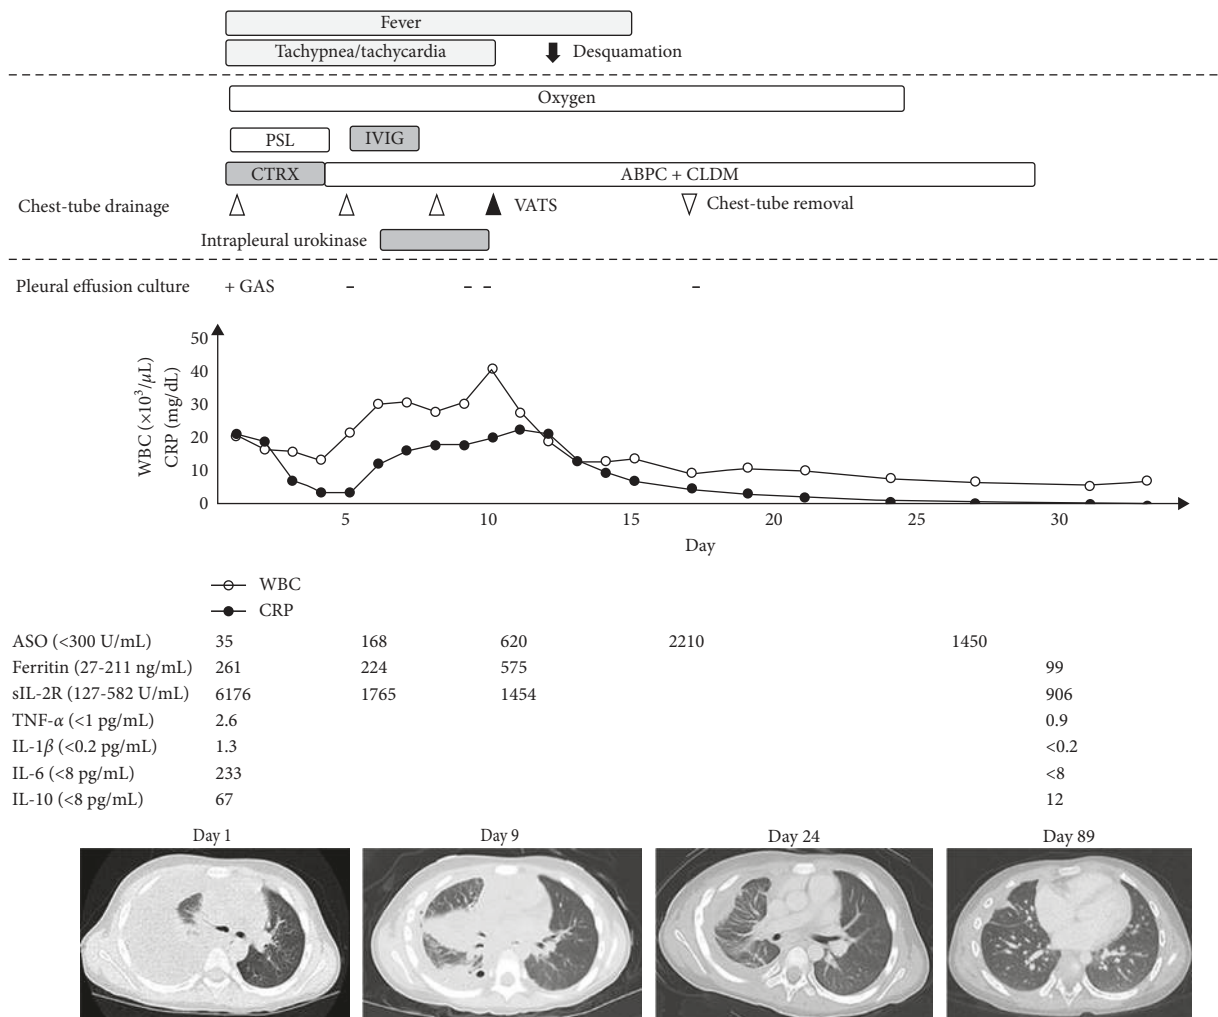 Fever
Tachypnea/tachycardia
Desquamation
Oxygen
PSL
IVIG
CTRX
ABPC + CLDM
Chest-tube drainage
VATS
Chest-tube removal
Intrapleural urokinase
Pleural effusion culture + GAS – – – –
WBC (×10³/μL)
CRP (mg/dL)
50
40
30
20
10
0
5 10 15 20 25 30
Day
WBC
CRP
ASO (<300 U/mL) 35 168 620 2210 1450
Ferritin (27-211 ng/mL) 261 224 575 99
sIL-2R (127-582 U/mL) 6176 1765 1454 906
TNF-α (<1 pg/mL) 2.6 0.9
IL-1β (<0.2 pg/mL) 1.3 <0.2
IL-6 (<8 pg/mL) 233 <8
IL-10 (<8 pg/mL) 67 12
Day 1 Day 9 Day 24 Day 89